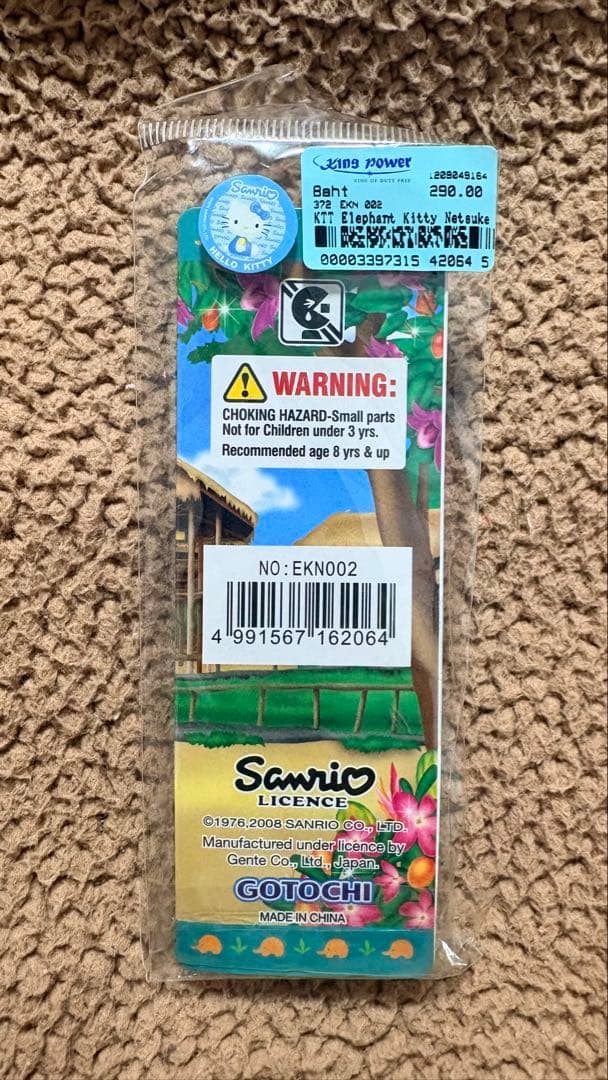 King Power
KING OF DUTY FREE
1209049164
Baht 290.00
372 EKN 002
KTT Elephant Kitty Netsuke
00003397315 42064 5
Sanrio
HELLO KITTY
WARNING:
CHOKING HAZARD-Small parts
Not for Children under 3 yrs.
Recommended age 8 yrs & up
NO:EKN002
4 991567 162064
Sanrio
LICENCE
©1976,2008 SANRIO CO., LTD.
Manufactured under licence by
Gente Co., Ltd., Japan.
GOTOCHI
MADE IN CHINA